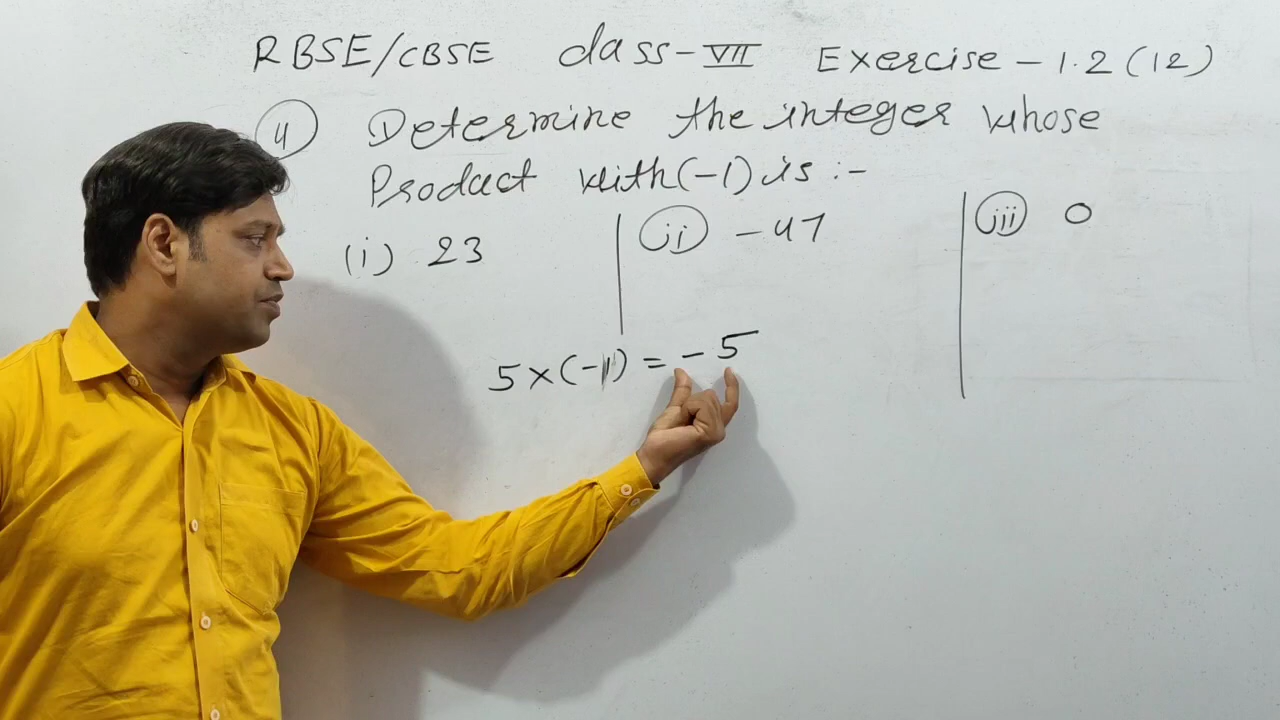 RBSE/CBSE Class-VII Exercise-1.2(12)
4 Determine the integer whose
Product with(-1) is :-
(i) 23 (ii) -47 (iii) 0
5×(-1) = -5